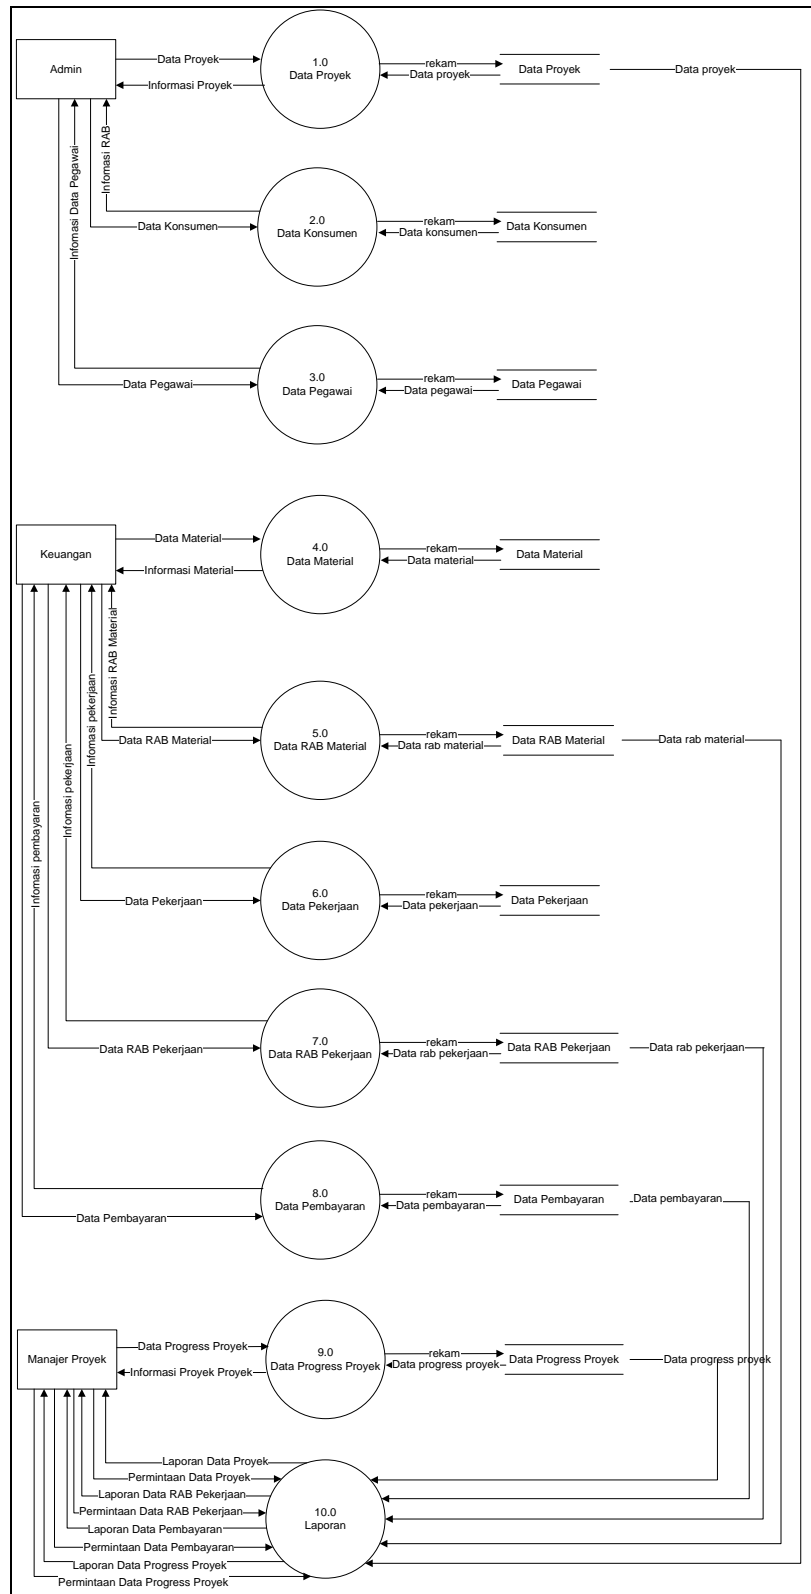 Admin
Data Proyek
Informasi Proyek
1.0
Data Proyek
rekam
Data proyek
Data Proyek
Data proyek
Infomasi Data Pegawai
Infomasi RAB
Data Konsumen
2.0
Data Konsumen
rekam
Data konsumen
Data Konsumen
Data Pegawai
3.0
Data Pegawai
rekam
Data pegawai
Data Pegawai
Keuangan
Data Material
Informasi Material
4.0
Data Material
rekam
Data material
Data Material
Infomasi pembayaran
Infomasi pekerjaan
Infomasi pekerjaan
Infomasi RAB Material
Data RAB Material
5.0
Data RAB Material
rekam
Data rab material
Data RAB Material
Data rab material
Data Pekerjaan
6.0
Data Pekerjaan
rekam
Data pekerjaan
Data Pekerjaan
Data RAB Pekerjaan
7.0
Data RAB Pekerjaan
rekam
Data rab pekerjaan
Data RAB Pekerjaan
Data rab pekerjaan
Data Pembayaran
8.0
Data Pembayaran
rekam
Data pembayaran
Data Pembayaran
Data pembayaran
Manajer Proyek
Data Progress Proyek
Informasi Proyek Proyek
9.0
Data Progress Proyek
rekam
Data progress proyek
Data Progress Proyek
Data progress proyek
Laporan Data Proyek
Permintaan Data Proyek
Laporan Data RAB Pekerjaan
Permintaan Data RAB Pekerjaan
Laporan Data Pembayaran
Permintaan Data Pembayaran
Laporan Data Progress Proyek
Permintaan Data Progress Proyek
10.0
Laporan